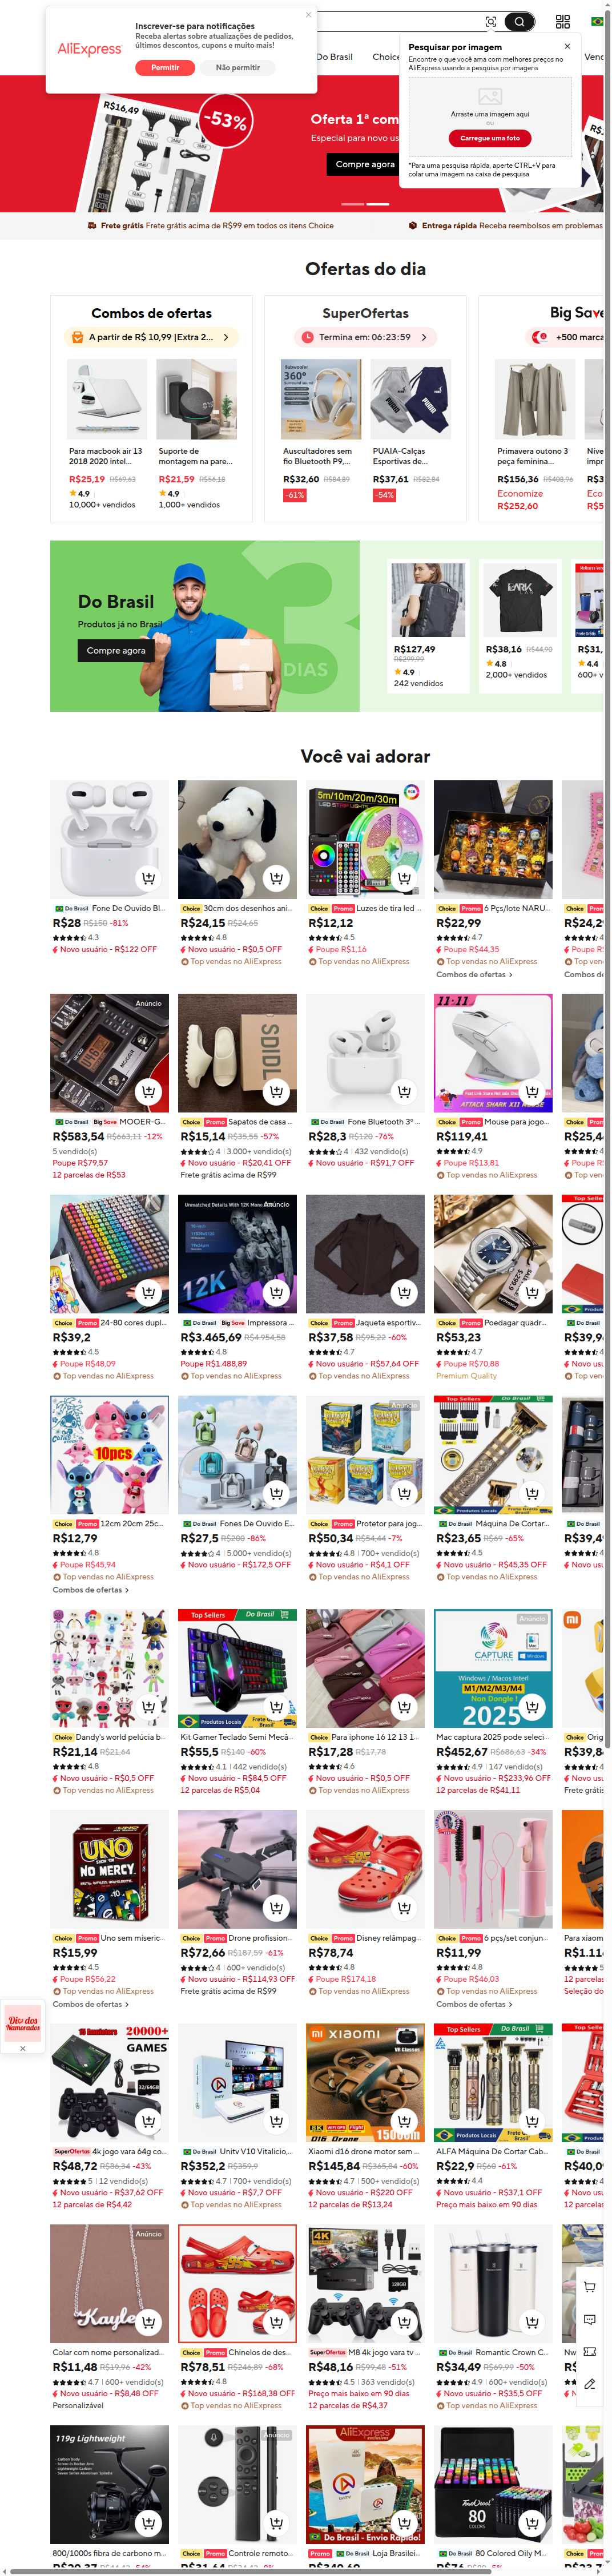 Inscrever-se para notificações
Receba alertas sobre atualizações de pedidos, últimos descontos, cupons e muito mais!
AliExpress
Permitir
Não permitir
Do Brasil
Choice
Pesquisar por imagem
Encontre o que você ama com melhores preços no AliExpress usando a pesquisa por imagens
Arraste uma imagem aqui
ou
Carregue uma foto
*Para uma pesquisa rápida, aperte CTRL+V para colar uma imagem na caixa de pesquisa
R$16,49
-53%
Oferta 1ª com
Especial para novo us
Compre agora
Frete grátis Frete grátis acima de R$99 em todos os itens Choice
Entrega rápida Receba reembolsos em problemas
Ofertas do dia
Combos de ofertas
A partir de R$ 10,99 |Extra 2...
Para macbook air 13 2018 2020 intel...
R$25,19 R$69,63
4.9
10,000+ vendidos
Suporte de montagem na pare...
R$21,59 R$56,18
4.9
1,000+ vendidos
SuperOfertas
Termina em: 06:23:59
Auscultadores sem fio Bluetooth P9,...
R$32,60 R$84,89
-61%
PUAIA-Calças Esportivas de...
R$37,61 R$82,84
-54%
Big Save
+500 marca
Primavera outono 3 peça feminina...
R$156,36 R$408,96
Economize R$252,60
Do Brasil
Produtos já no Brasil
Compre agora
3
DIAS
R$127,49
R$299,99
4.9
242 vendidos
R$38,16 R$44,90
4.8
2,000+ vendidos
R$31,
4.4
600+ v
Você vai adorar
Do Brasil Fone De Ouvido Bl...
R$28 R$150 -81%
4.3
Novo usuário - R$122 OFF
Choice 30cm dos desenhos ani...
R$24,15 R$24,65
4.8
Novo usuário - R$0,5 OFF
Top vendas no AliExpress
5m/10m/20m/30m
LED STRIP LIGHTS
Choice Promo Luzes de tira led ...
R$12,12
4.5
Poupe R$1,16
Top vendas no AliExpress
Choice Promo 6 Pçs/lote NARU...
R$22,99
4.7
Poupe R$44,35
Top vendas no AliExpress
Combos de ofertas
Anúncio
Do Brasil Big Save MOOER-G...
R$583,54 R$663,11 -12%
5 vendido(s)
Poupe R$79,57
12 parcelas de R$53
Choice Promo Sapatos de casa ...
R$15,14 R$35,55 -57%
4 | 3.000+ vendido(s)
Novo usuário - R$20,41 OFF
Frete grátis acima de R$99
Do Brasil Fone Bluetooth 3° ...
R$28,3 R$120 -76%
4 | 432 vendido(s)
Novo usuário - R$91,7 OFF
11-11
ATTACK SHARK X11 MOUSE
Choice Promo Mouse para jogo...
R$119,41
4.9
Poupe R$13,81
Top vendas no AliExpress
Choice Promo 24-80 cores dupl...
R$39,2
4.5
Poupe R$48,09
Top vendas no AliExpress
Unmatched Details With 12K Mono
Anúncio
12K
Do Brasil Big Save Impressora ...
R$3.465,69 R$4.954,58
4.8
Poupe R$1.488,89
Top vendas no AliExpress
Choice Promo Jaqueta esportiv...
R$37,58 R$95,22 -60%
4.7
Novo usuário - R$57,64 OFF
Top vendas no AliExpress
Choice Promo Poedagar quadr...
R$53,23
4.7
Poupe R$70,88
Premium Quality
10pcs
Choice Promo 12cm 20cm 25c...
R$12,79
4.8
Poupe R$45,94
Top vendas no AliExpress
Combos de ofertas
Do Brasil Fones De Ouvido E...
R$27,5 R$200 -86%
4 | 5.000+ vendido(s)
Novo usuário - R$172,5 OFF
Anúncio
Choice Promo Protetor para jog...
R$50,34 R$54,44 -7%
4.8 | 700+ vendido(s)
Novo usuário - R$4,1 OFF
Top vendas no AliExpress
Top Sellers Do Brasil
Produtos Locais
Do Brasil Máquina De Cortar...
R$23,65 R$69 -65%
4.5
Novo usuário - R$45,35 OFF
Top vendas no AliExpress
Choice Dandy's world pelúcia b...
R$21,14 R$21,64
4.8
Novo usuário - R$0,5 OFF
Top vendas no AliExpress
Top Sellers Do Brasil
Produtos Locais
Kit Gamer Teclado Semi Mecâ...
R$55,5 R$140 -60%
4.1 | 442 vendido(s)
Novo usuário - R$84,5 OFF
12 parcelas de R$5,04
Choice Para iphone 16 12 13 1...
R$17,28 R$17,78
4.6
Novo usuário - R$0,5 OFF
Top vendas no AliExpress
Anúncio
CAPTURE
Windows / Macos Interl
M1/M2/M3/M4
Non Dongle !
2025
Mac captura 2025 pode seleci...
R$452,67 R$686,63 -34%
4.9 | 147 vendido(s)
Novo usuário - R$233,96 OFF
12 parcelas de R$41,11
UNO
SHOW 'EM
NO MERCY
Choice Promo Uno sem miseric...
R$15,99
4.5
Poupe R$56,22
Top vendas no AliExpress
Combos de ofertas
Choice Promo Drone profission...
R$72,66 R$187,59 -61%
4 | 600+ vendido(s)
Novo usuário - R$114,93 OFF
Frete grátis acima de R$99
Choice Promo Disney relâmpag...
R$78,74
4.8
Poupe R$174,18
Top vendas no AliExpress
Choice Promo 6 pçs/set conjun...
R$11,99
4.8
Poupe R$46,03
Top vendas no AliExpress
Combos de ofertas
Dia dos Namorados
20000+
GAMES
SuperOfertas 4k jogo vara 64g co...
R$48,72 R$86,34 -43%
5 | 12 vendido(s)
Novo usuário - R$37,62 OFF
12 parcelas de R$4,42
Do Brasil Unitv V10 Vitalício,...
R$352,2 R$359,9
4.7 | 700+ vendido(s)
Novo usuário - R$7,7 OFF
Top vendas no AliExpress
xiaomi
Xiaomi d16 drone motor sem ...
R$145,84 R$365,84 -60%
4.7 | 500+ vendido(s)
Novo usuário - R$220 OFF
12 parcelas de R$13,24
Top Sellers Do Brasil
Produtos Locais
ALFA Máquina De Cortar Cab...
R$22,9 R$60 -61%
4.4
Novo usuário - R$37,1 OFF
Preço mais baixo em 90 dias
Anúncio
Kaylee
Colar com nome personalizad...
R$11,48 R$19,96 -42%
4.7 | 600+ vendido(s)
Novo usuário - R$8,48 OFF
Personalizável
Choice Promo Chinelos de des...
R$78,51 R$246,89 -68%
4.8
Novo usuário - R$168,38 OFF
Top vendas no AliExpress
4K
128GB
SuperOfertas M8 4k jogo vara tv ...
R$48,16 R$99,48 -51%
4.5 | 363 vendido(s)
Preço mais baixo em 90 dias
12 parcelas de R$4,37
Do Brasil Romantic Crown C...
R$34,49 R$69,99 -50%
4.9 | 600+ vendido(s)
Novo usuário - R$35,5 OFF
Top vendas no AliExpress
119g Lightweight
800/1000s fibra de carbono m...
Anúncio
Choice Promo Controle remoto...
AliExpress
Do Brasil - Envio Rápido!
Promo Do Brasil Loja Brasilei...
TouchCool
80
COLORS
Do Brasil 80 Colored Oily M...